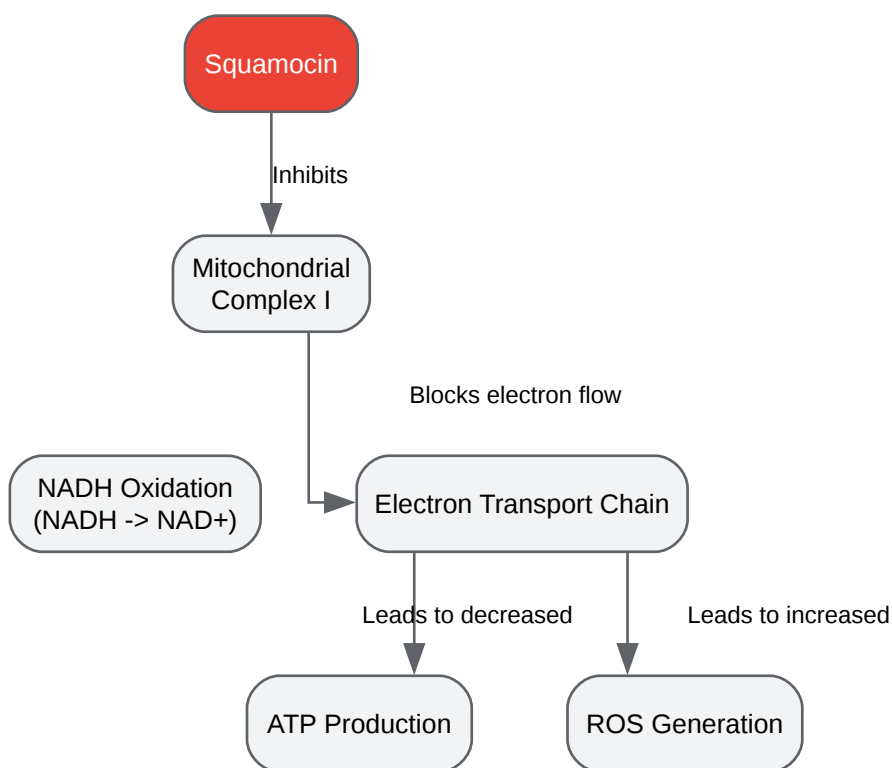 Squamocin
Inhibits
Mitochondrial
Complex I
Blocks electron flow
NADH Oxidation
(NADH -> NAD+)
Electron Transport Chain
Leads to decreased
Leads to increased
ATP Production
ROS Generation